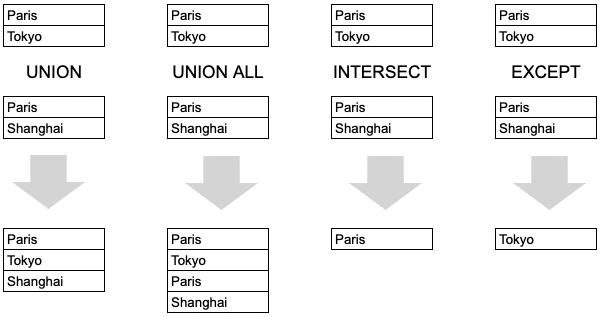 Paris Paris Paris Paris
Tokyo Tokyo Tokyo Tokyo
UNION UNION ALL INTERSECT EXCEPT
Paris Paris Paris Paris
Shanghai Shanghai Shanghai Shanghai
Paris Paris Paris Tokyo
Tokyo Tokyo
Shanghai Paris
Shanghai